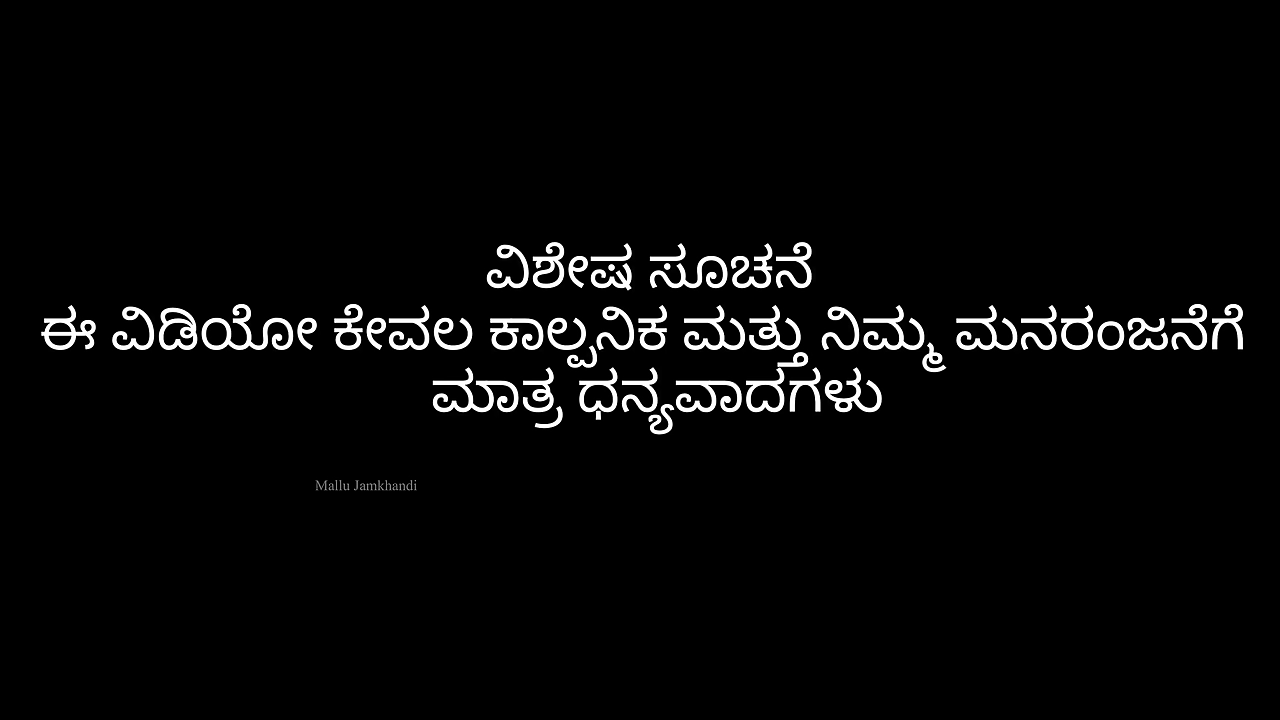 ವಿಶೇಷ ಸೂಚನೆ
ಈ ವಿಡಿಯೋ ಕೇವಲ ಕಾಲ್ಪನಿಕ ಮತ್ತು ನಿಮ್ಮ ಮನರಂಜನೆಗೆ
ಮಾತ್ರ ಧನ್ಯವಾದಗಳು
Mallu Jamkhandi